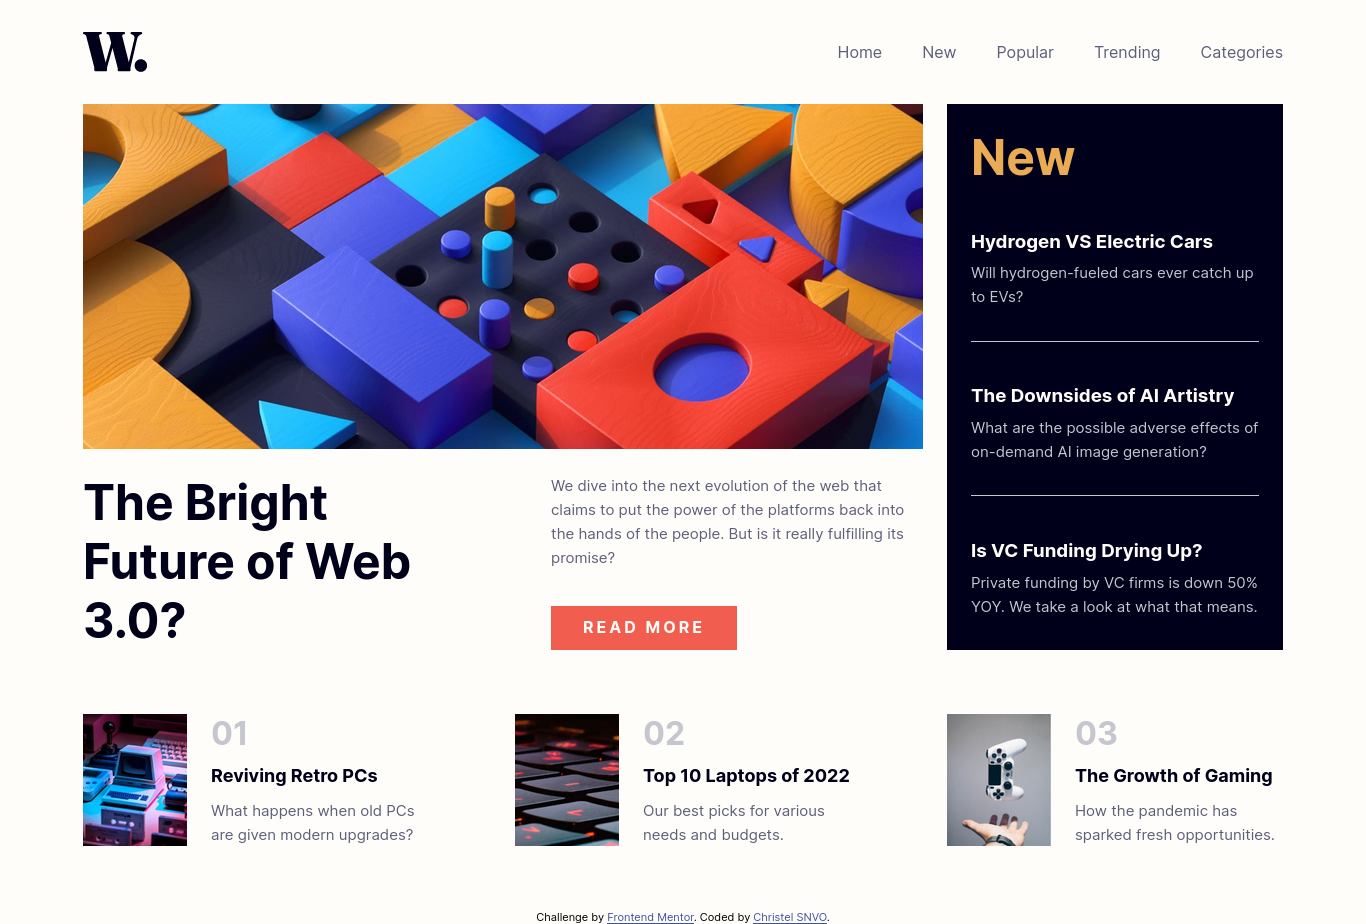 W.
Home New Popular Trending Categories
New
Hydrogen VS Electric Cars
Will hydrogen-fueled cars ever catch up
to EVs?
The Downsides of AI Artistry
What are the possible adverse effects of
on-demand AI image generation?
Is VC Funding Drying Up?
Private funding by VC firms is down 50%
YOY. We take a look at what that means.
The Bright
Future of Web
3.0?
We dive into the next evolution of the web that
claims to put the power of the platforms back into
the hands of the people. But is it really fulfilling its
promise?
READ MORE
01
Reviving Retro PCs
What happens when old PCs
are given modern upgrades?
02
Top 10 Laptops of 2022
Our best picks for various
needs and budgets.
03
The Growth of Gaming
How the pandemic has
sparked fresh opportunities.
Challenge by Frontend Mentor. Coded by Christel SNVO.